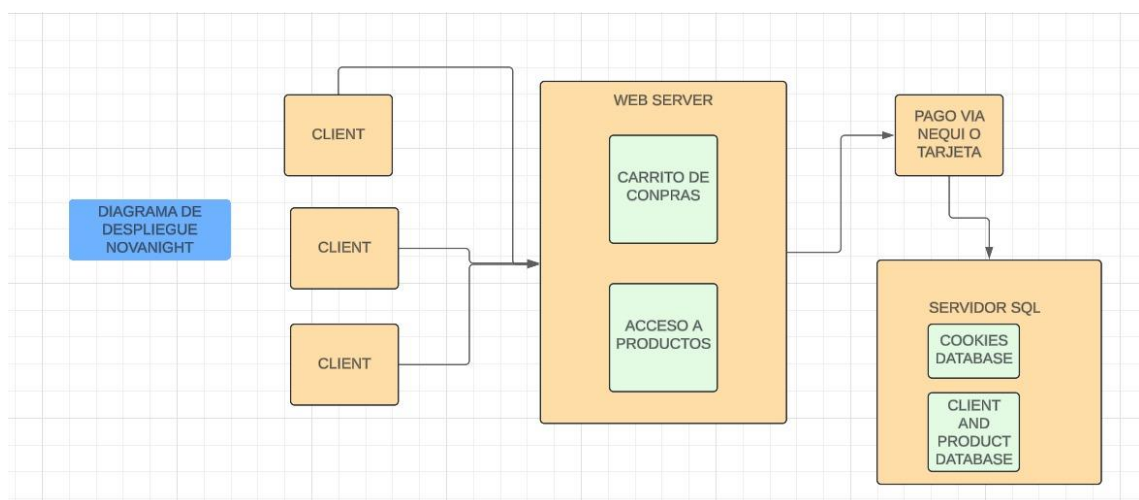 DIAGRAMA DE
DESPLIEGUE
NOVANIGHT
CLIENT
CLIENT
CLIENT
WEB SERVER
CARRITO DE
CONPRAS
ACCESO A
PRODUCTOS
PAGO VIA
NEQUI O
TARJETA
SERVIDOR SQL
COOKIES
DATABASE
CLIENT
AND
PRODUCT
DATABASE